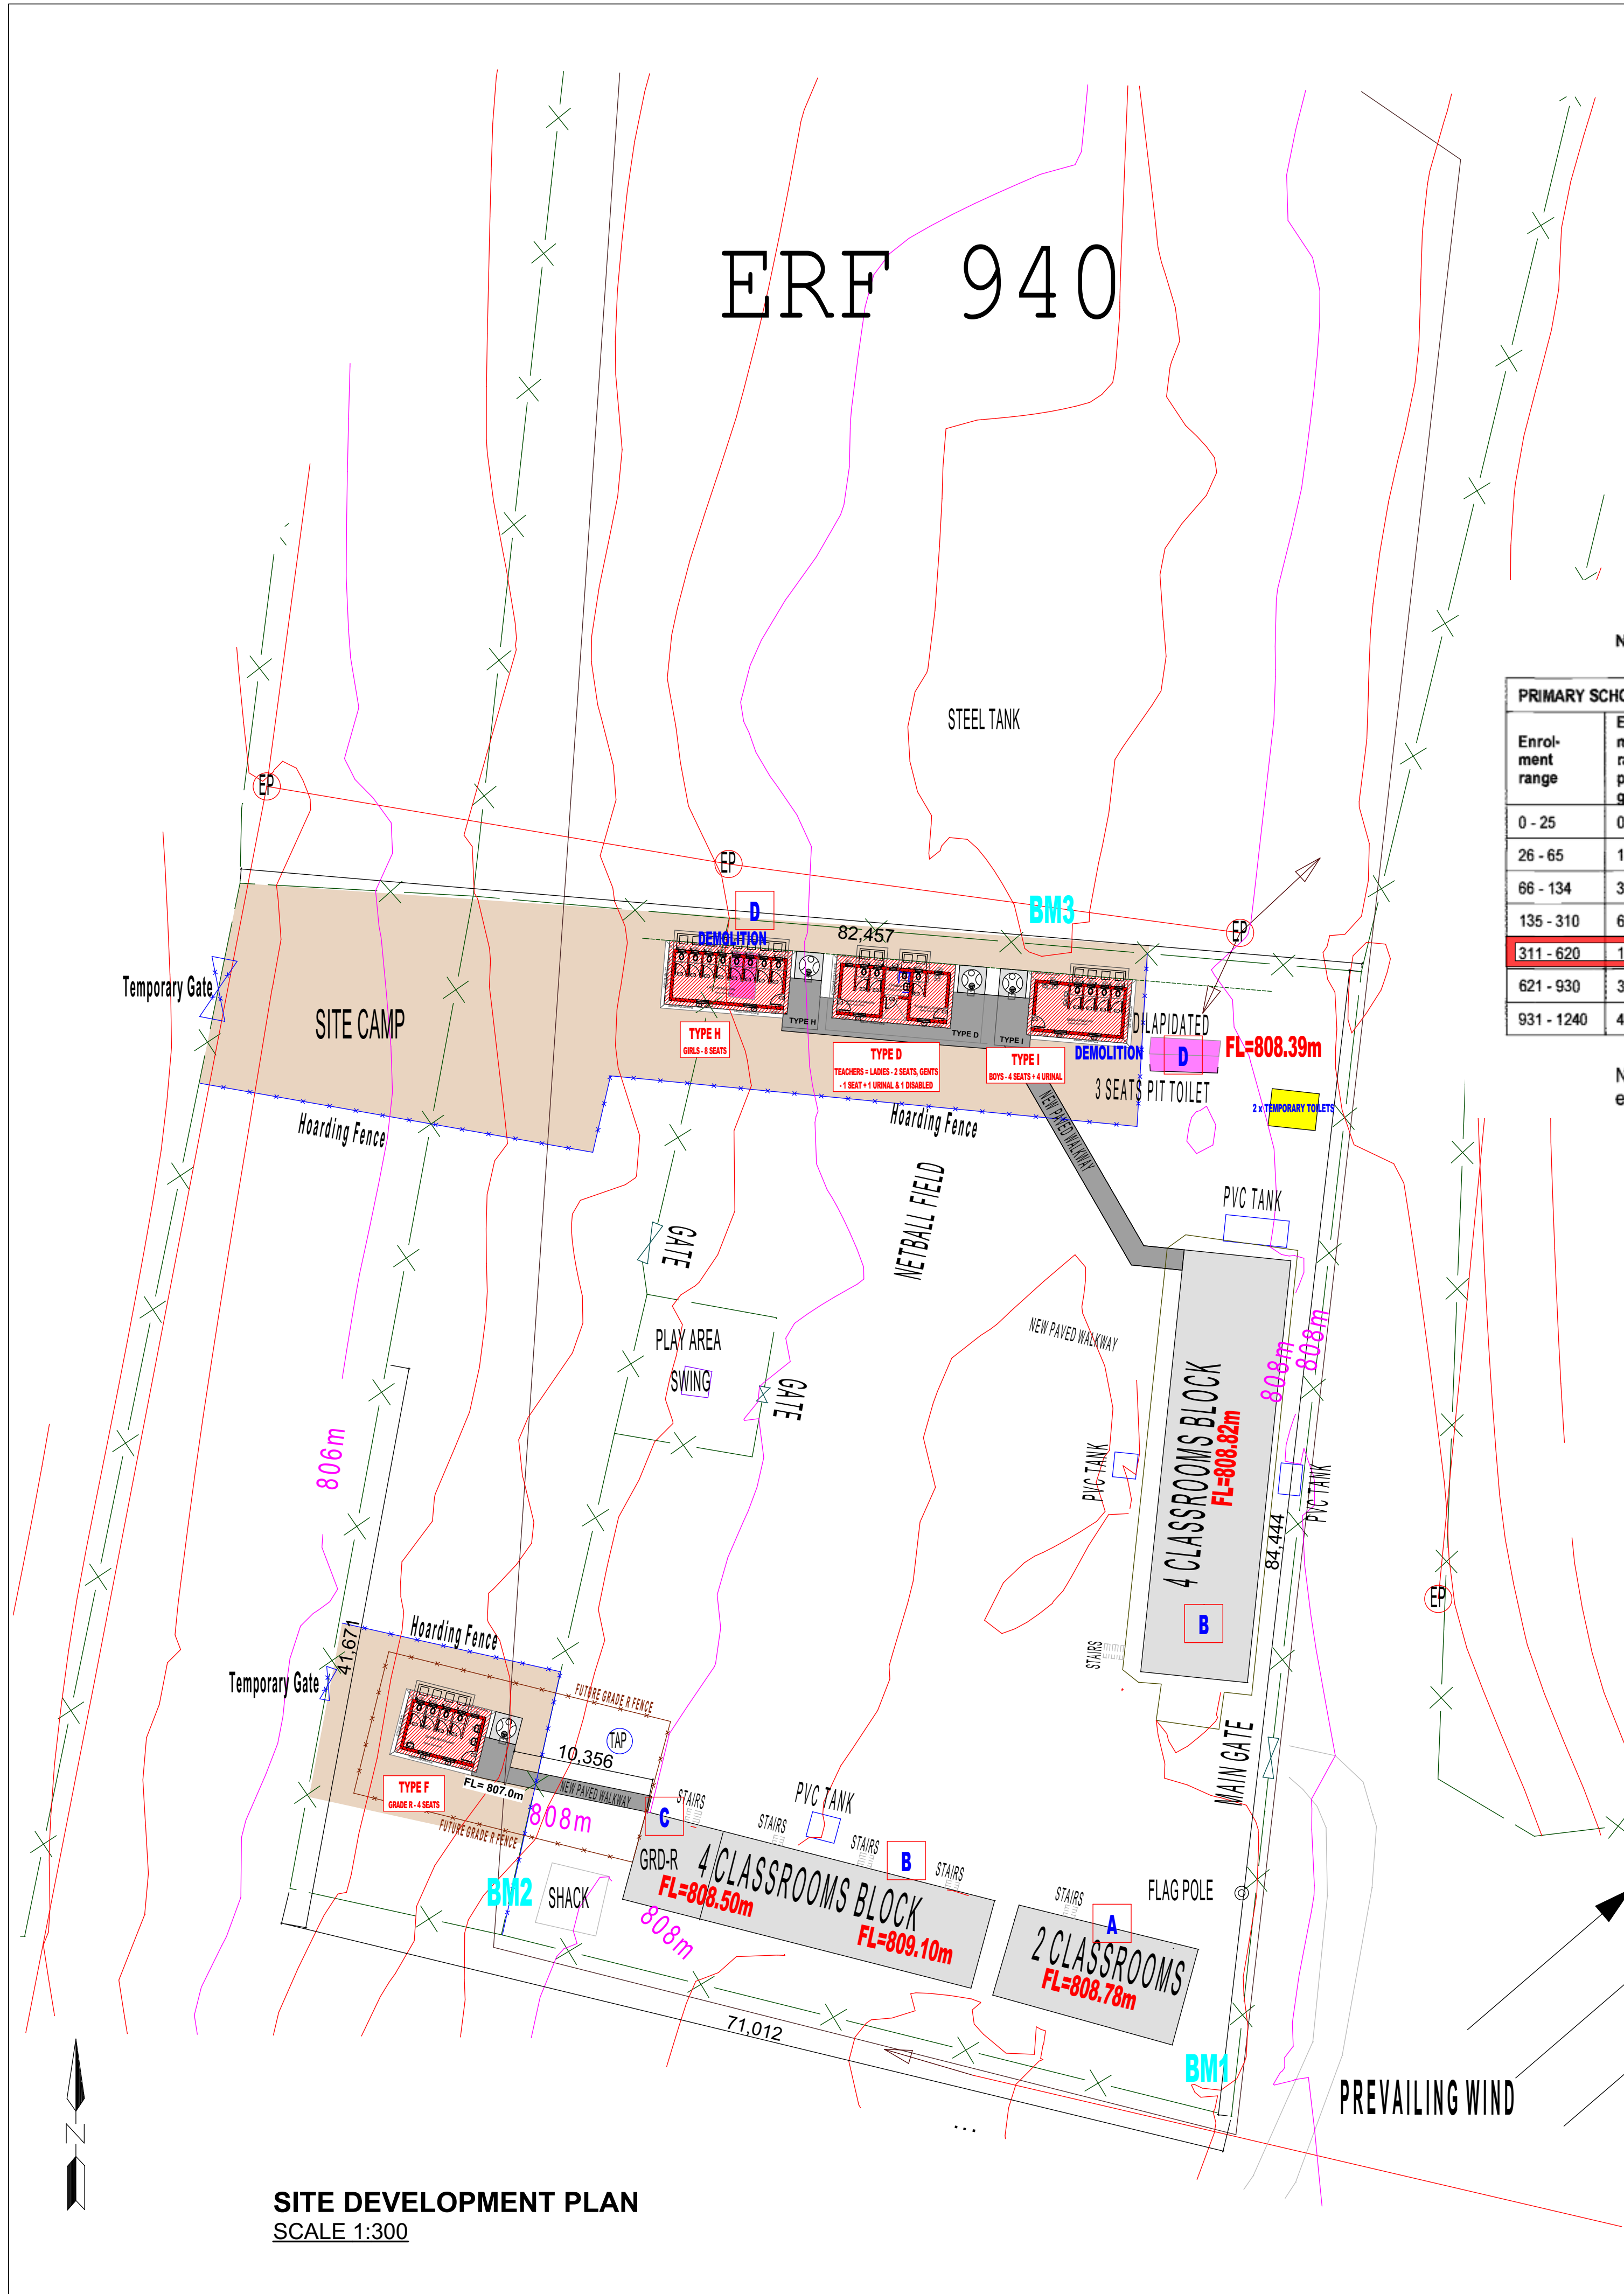 ERF 940
STEEL TANK
N
PRIMARY SCHO
Enrol-
ment
range
E
m
ra
p
g
0 - 25
0
26 - 65
1
66 - 134
3
135 - 310
6
311 - 620
1
621 - 930
3
931 - 1240
4
N
e
EP
EP
EP
BM3
D
DEMOLITION
82,457
Temporary Gate
SITE CAMP
TYPE H
TYPE D
TYPE I
TYPE H
GIRLS - 8 SEATS
TYPE D
TEACHERS = LADIES - 2 SEATS, GENTS
- 1 SEAT + 1 URINAL & 1 DISABLED
TYPE I
BOYS - 4 SEATS + 4 URINAL
DILAPIDATED
DEMOLITION
D
FL=808.39m
3 SEATS PIT TOILET
2 x TEMPORARY TOILETS
Hoarding Fence
Hoarding Fence
NEW PAVED WALKWAY
NETBALL FIELD
PVC TANK
GATE
PLAY AREA
SWING
GATE
NEW PAVED WALKWAY
808m
808m
4 CLASSROOMS BLOCK
FL=808.82m
806m
PVC TANK
PVC TANK
84,444
EP
B
STAIRS
41,671
Hoarding Fence
Temporary Gate
FUTURE GRADE R FENCE
TAP
10,356
MAIN GATE
TYPE F
GRADE R - 4 SEATS
FL= 807.0m
NEW PAVED WALKWAY
808m
FUTURE GRADE R FENCE
C
STAIRS
PVC TANK
STAIRS
STAIRS
B
STAIRS
GRD-R
4 CLASSROOMS BLOCK
FL=808.50m
FL=809.10m
BM2
SHACK
808m
STAIRS
A
FLAG POLE
2 CLASSROOMS
FL=808.78m
71,012
BM1
...
PREVAILING WIND
N
SITE DEVELOPMENT PLAN
SCALE 1:300